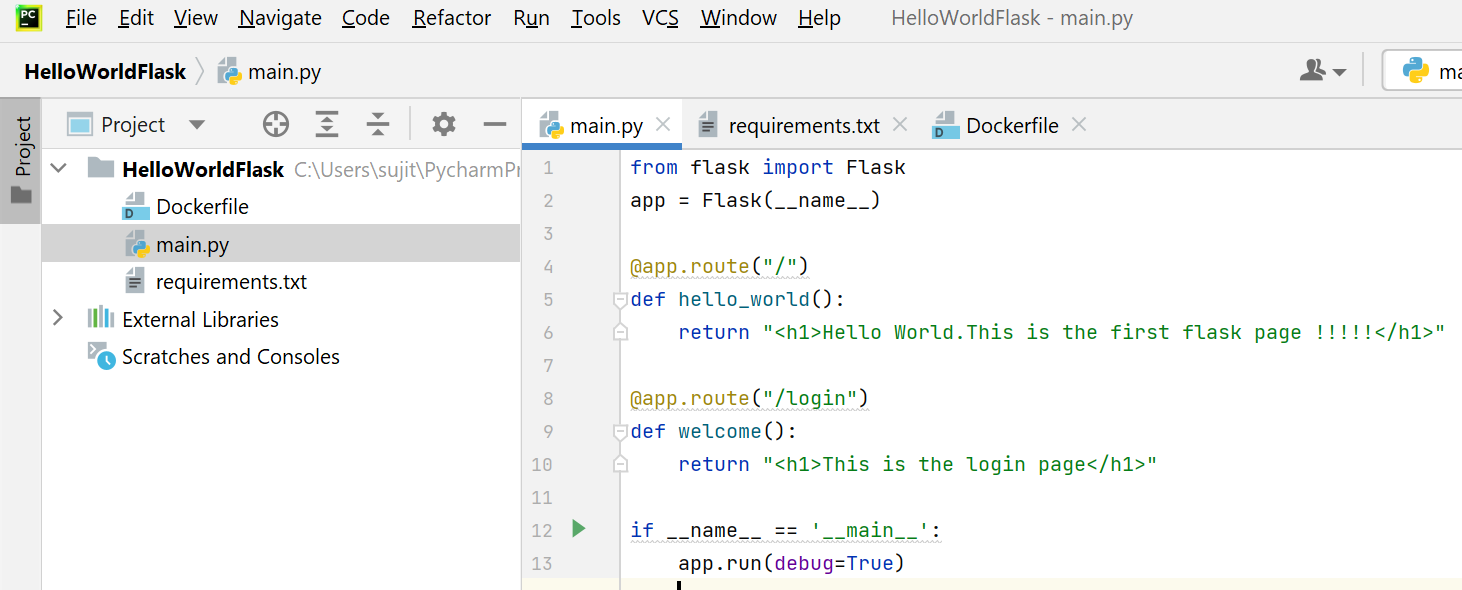 PC File Edit View Navigate Code Refactor Run Tools VCS Window Help HelloWorldFlask - main.py
HelloWorldFlask main.py
Project
Project
main.py requirements.txt Dockerfile
HelloWorldFlask C:\Users\sujit\PycharmPr
Dockerfile
main.py
requirements.txt
External Libraries
Scratches and Consoles
1 from flask import Flask
2 app = Flask(__name__)
3
4 @app.route("/")
5 def hello_world():
6 return "<h1>Hello World.This is the first flask page !!!!!</h1>"
7
8 @app.route("/login")
9 def welcome():
10 return "<h1>This is the login page</h1>"
11
12 if __name__ == '__main__':
13 app.run(debug=True)